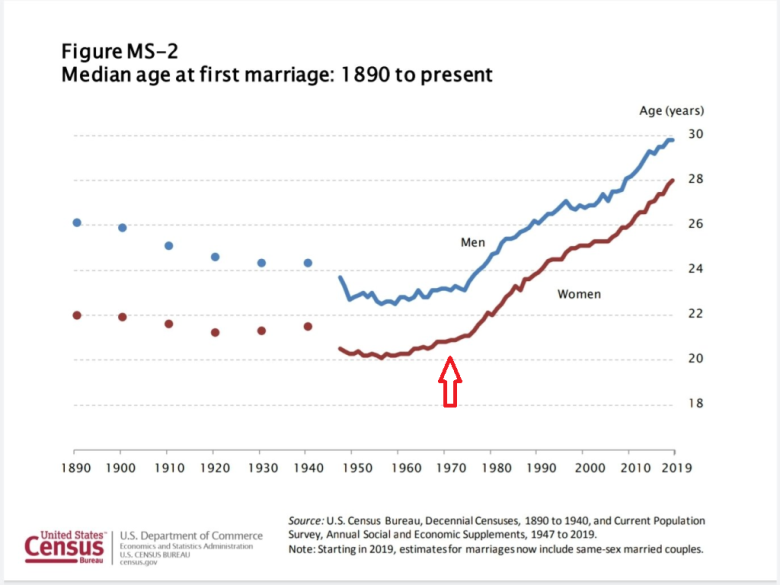 Figure MS-2
Median age at first marriage: 1890 to present
Age (years)
30
28
26
Men
24
Women
22
20
18
1890 1900 1910 1920 1930 1940 1950 1960 1970 1980 1990 2000 2010 2019
United States™
Census
Bureau
U.S. Department of Commerce
Economics and Statistics Administration
U.S. CENSUS BUREAU
census.gov
Source: U.S. Census Bureau, Decennial Censuses, 1890 to 1940, and Current Population
Survey, Annual Social and Economic Supplements, 1947 to 2019.
Note: Starting in 2019, estimates for marriages now include same-sex married couples.